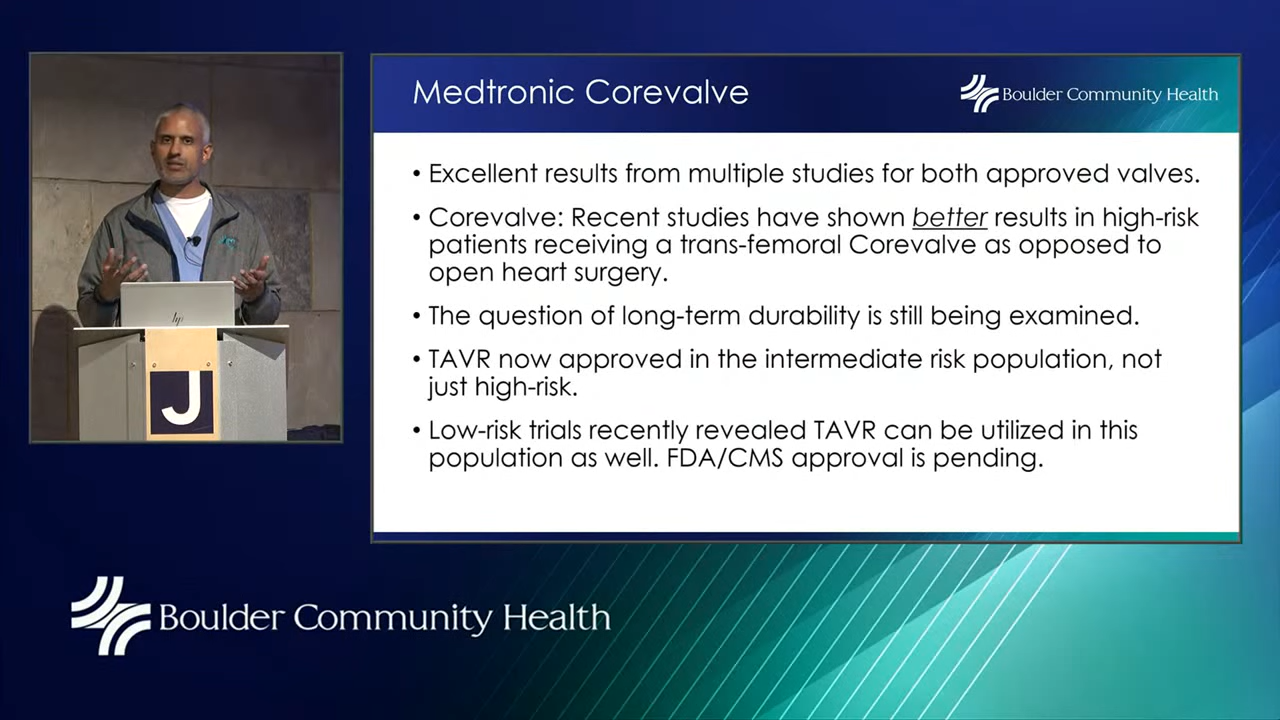 Medtronic Corevalve
Boulder Community Health
• Excellent results from multiple studies for both approved valves.
• Corevalve: Recent studies have shown better results in high-risk
patients receiving a trans-femoral Corevalve as opposed to
open heart surgery.
• The question of long-term durability is still being examined.
• TAVR now approved in the intermediate risk population, not
just high-risk.
• Low-risk trials recently revealed TAVR can be utilized in this
population as well. FDA/CMS approval is pending.
hp
J
Boulder Community Health